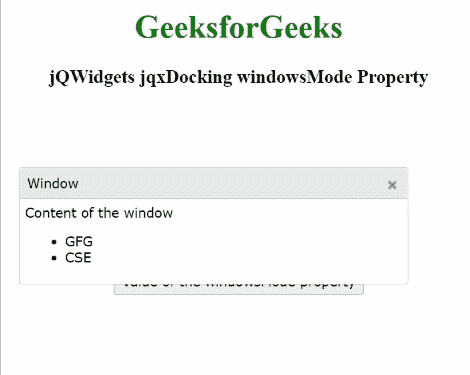 GeeksforGeeks
jQWidgets jqxDocking windowsMode Property
Window
Content of the window
GFG
CSE
Value of the windowsMode property